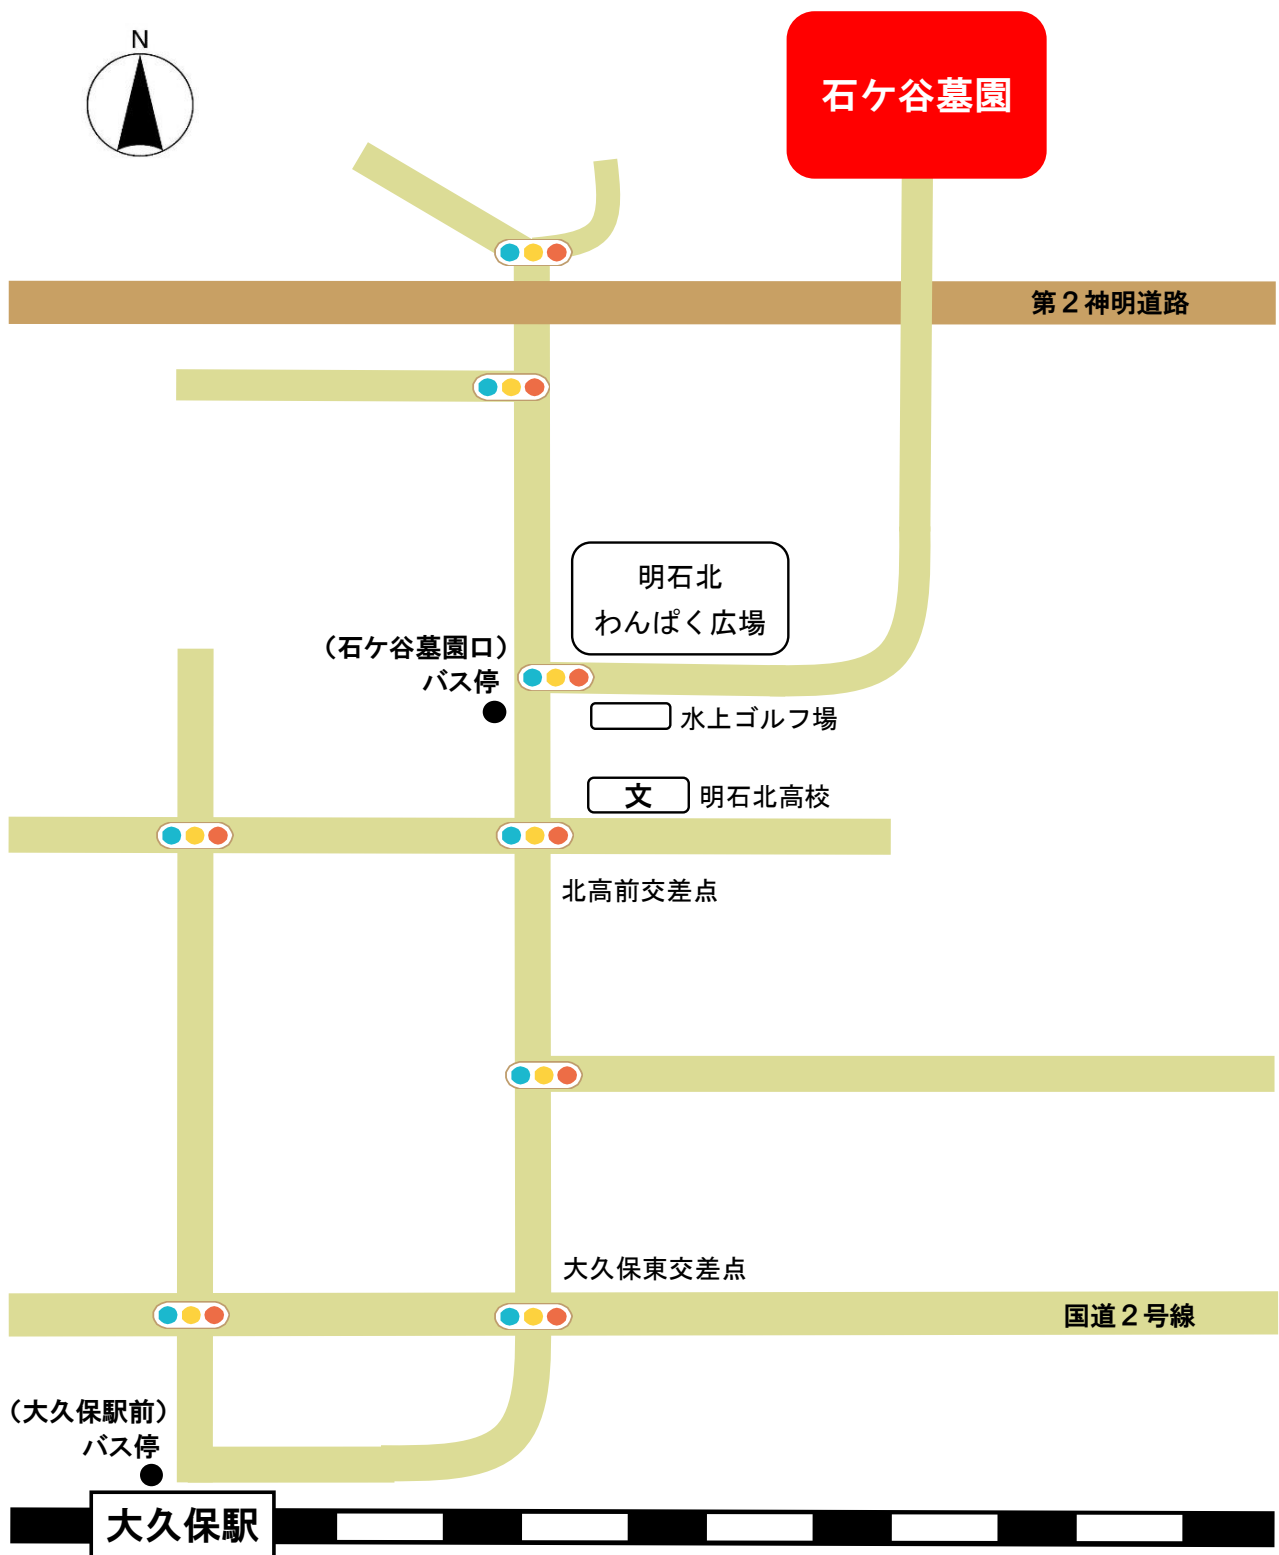 N
石ケ谷墓園
第２神明道路
明石北
わんぱく広場
（石ケ谷墓園口）
バス停
水上ゴルフ場
文
明石北高校
北高前交差点
大久保東交差点
国道２号線
（大久保駅前）
バス停
大久保駅